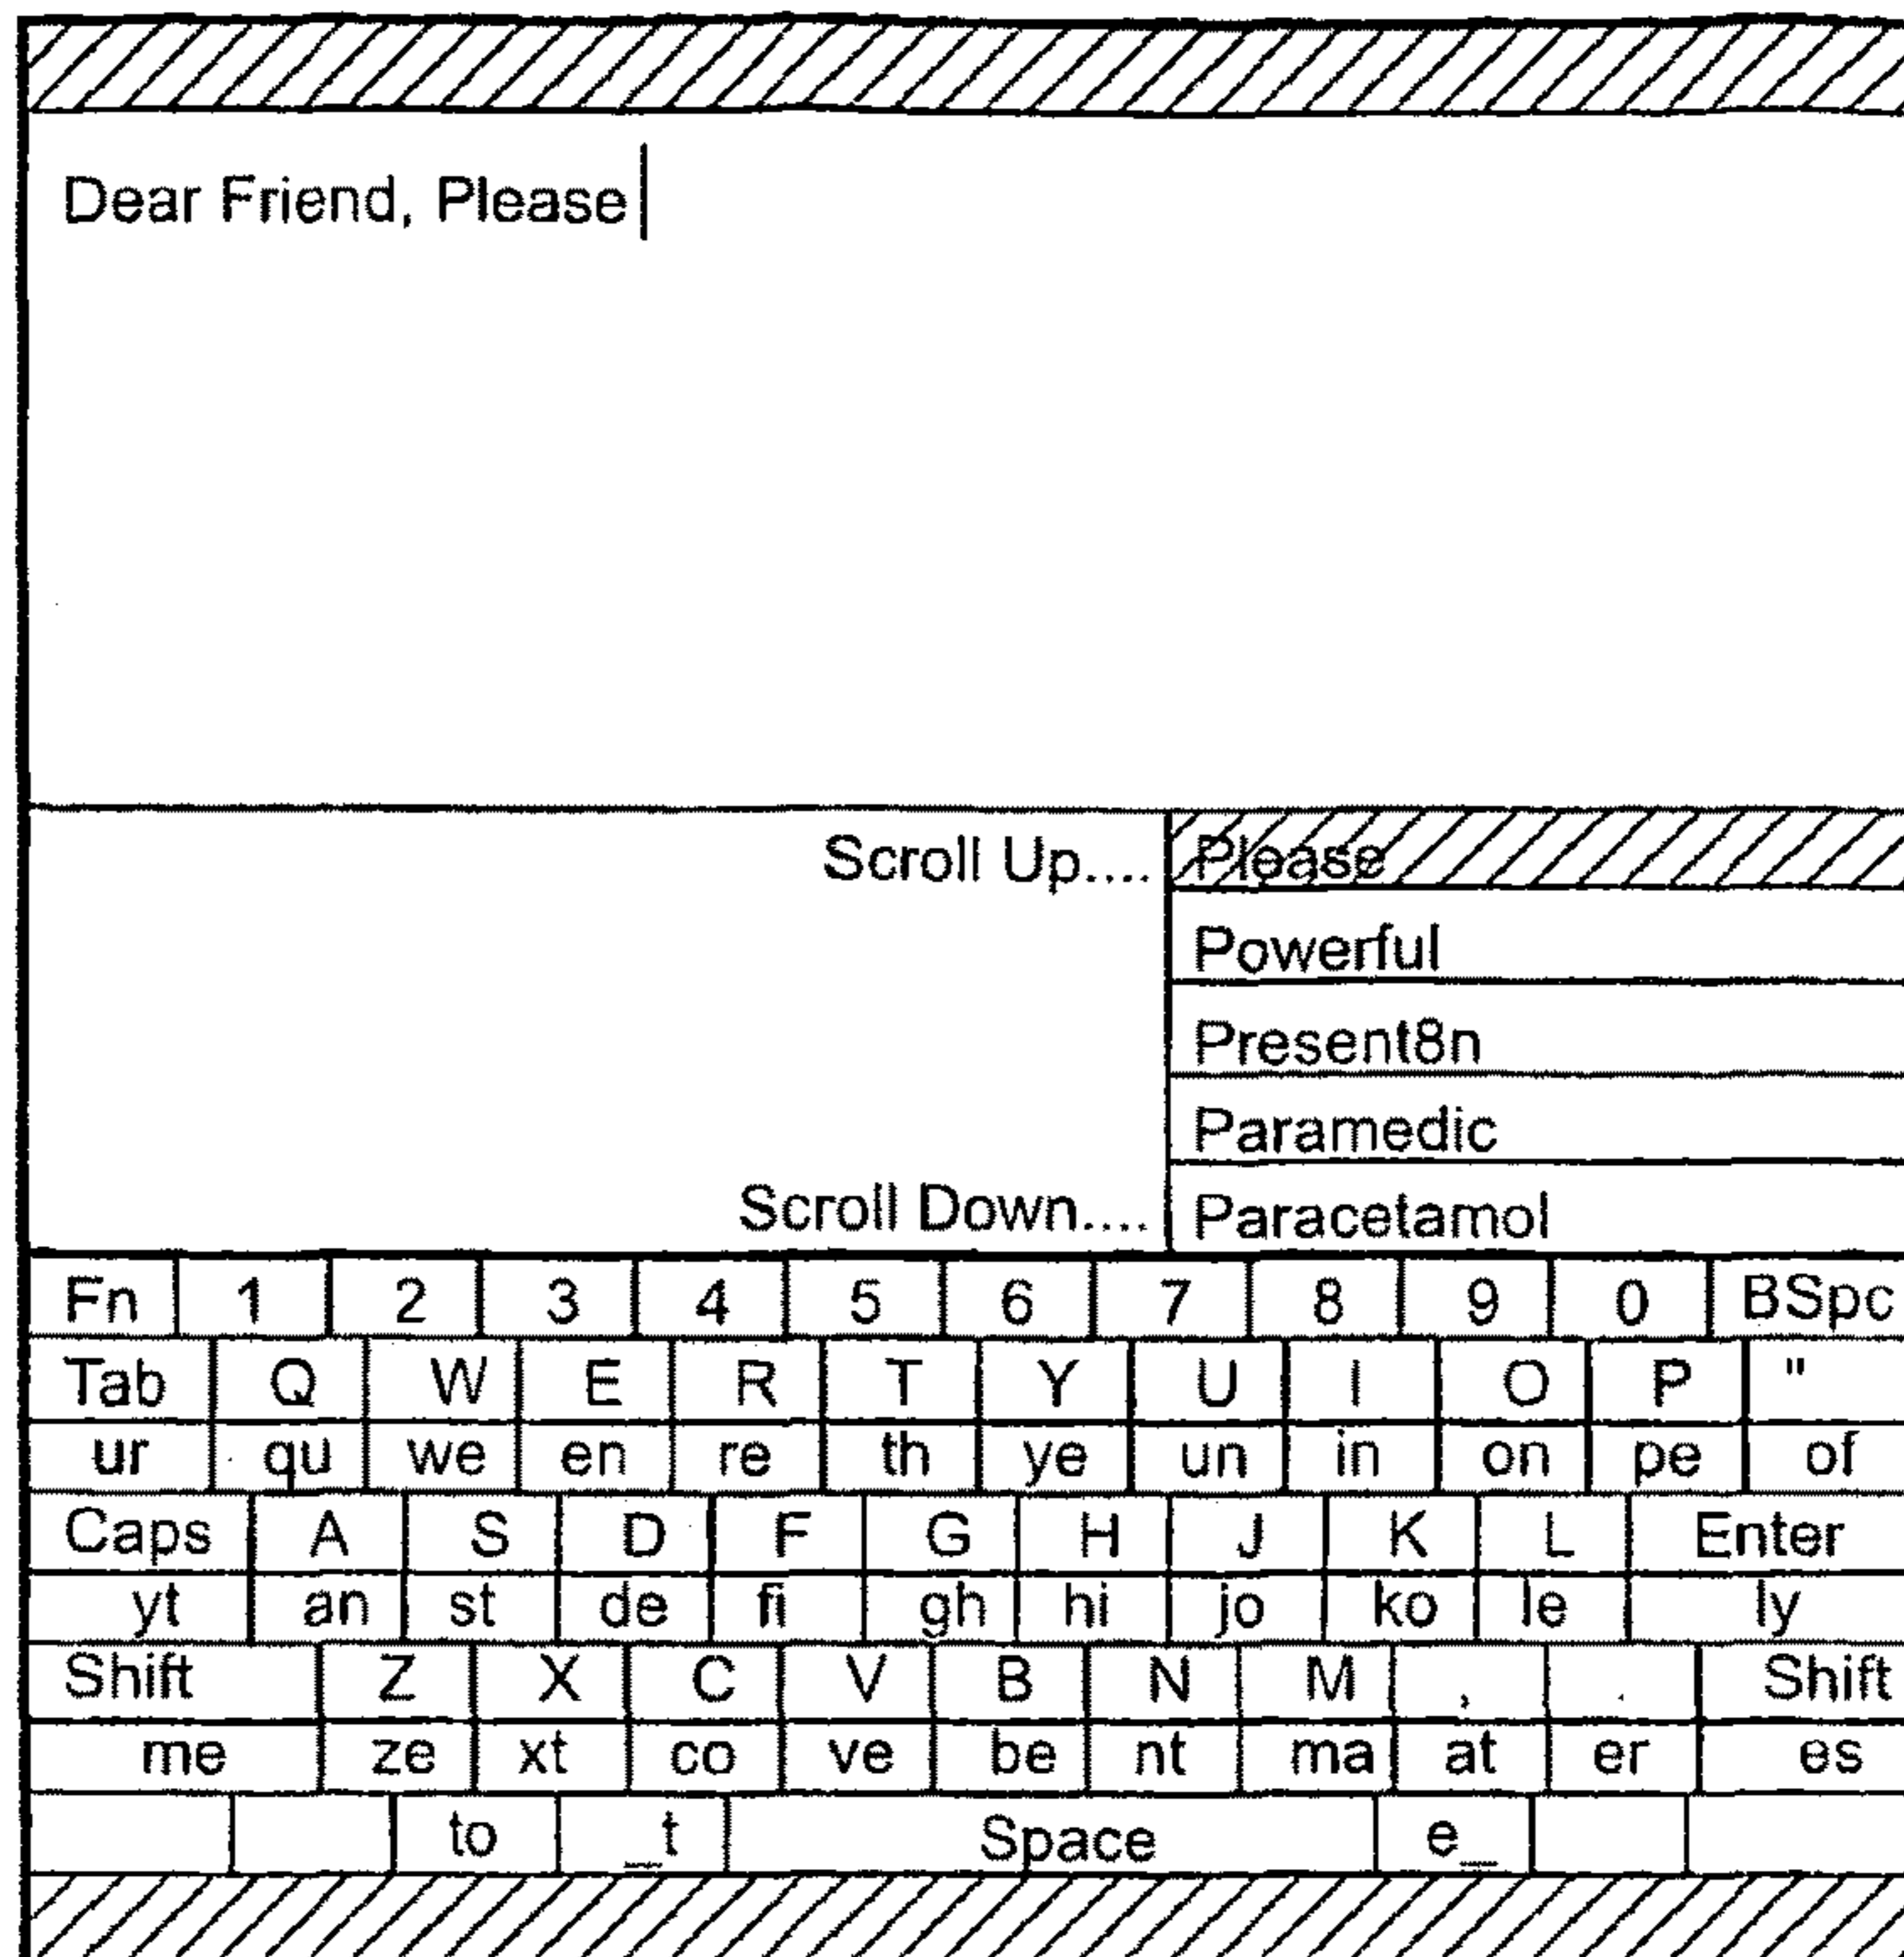 Dear Friend, Please
Scroll Up.... Please
Powerful
Present8n
Paramedic
Scroll Down.... Paracetamol
Fn 1 2 3 4 5 6 7 8 9 0 BSpc
Tab Q W E R T Y U I O P "
ur qu we en re th ye un in on pe of
Caps A S D F G H J K L Enter
yt an st de fi gh hi jo ko le ly
Shift Z X C V B N M , . Shift
me ze xt co ve be nt ma at er es
to _t Space e_